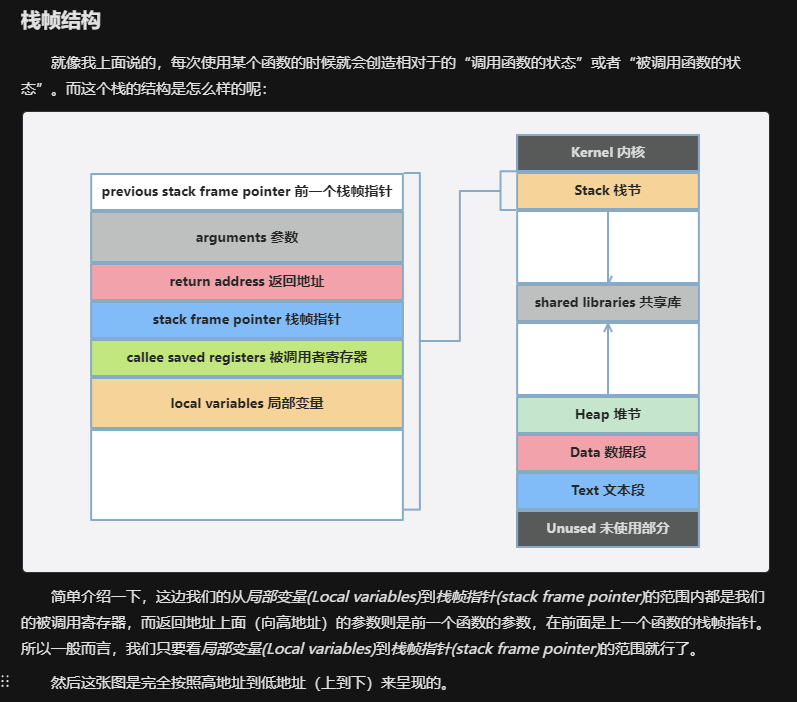 栈帧结构
就像我上面说的，每次使用某个函数的时候就会创造相对于的“调用函数的状态”或者“被调用函数的状
态”。而这个栈的结构是怎么样的呢：
previous stack frame pointer 前一个栈帧指针
arguments 参数
return address 返回地址
stack frame pointer 栈帧指针
callee saved registers 被调用者寄存器
local variables 局部变量
Kernel 内核
Stack 栈节
shared libraries 共享库
Heap 堆节
Data 数据段
Text 文本段
Unused 未使用部分
简单介绍一下，这边我们的从局部变量(Local variables)到栈帧指针(stack frame pointer)的范围内都是我们
的被调用寄存器，而返回地址上面（向高地址）的参数则是前一个函数的参数，在前面是上一个函数的栈帧指针。
所以一般而言，我们只要看局部变量(Local variables)到栈帧指针(stack frame pointer)的范围就行了。
然后这张图是完全按照高地址到低地址（上到下）来呈现的。